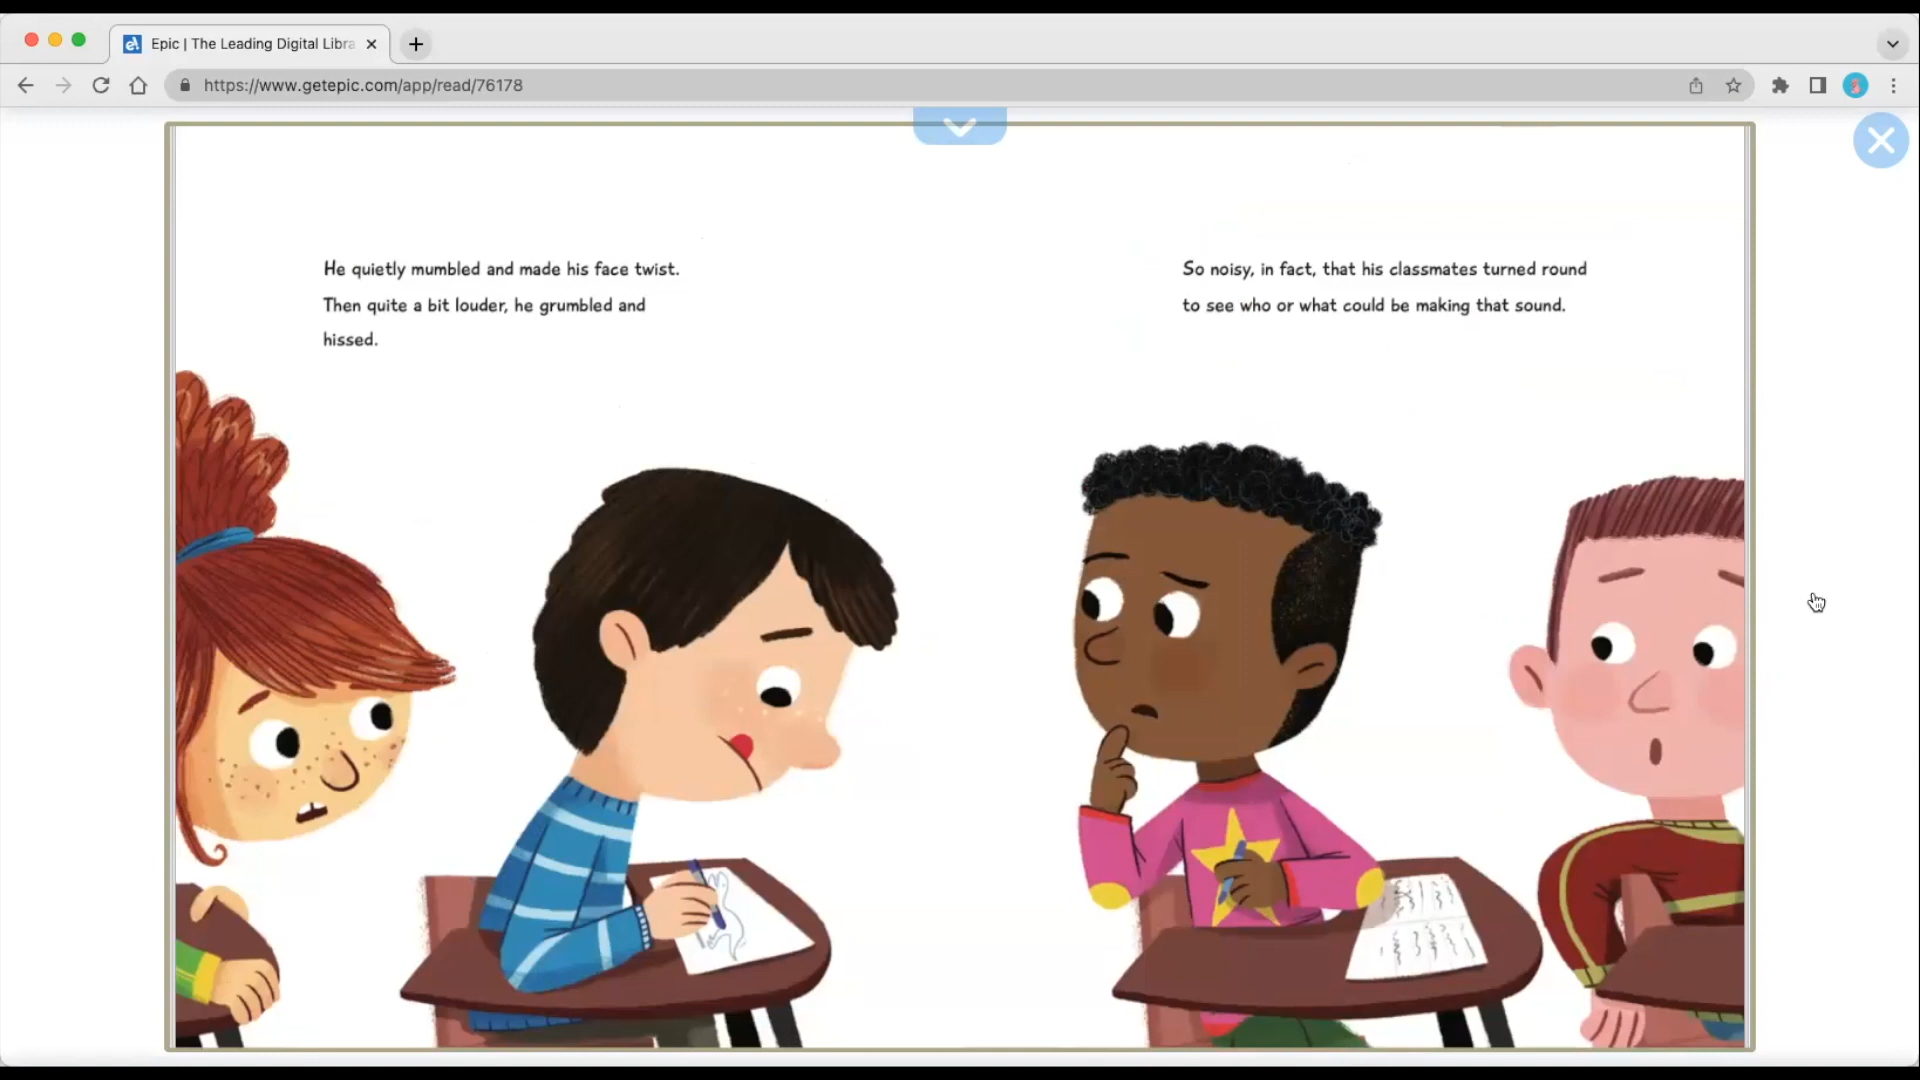 Epic | The Leading Digital Libra
https://www.getepic.com/app/read/76178
He quietly mumbled and made his face twist.
Then quite a bit louder, he grumbled and
hissed.
So noisy, in fact, that his classmates turned round
to see who or what could be making that sound.